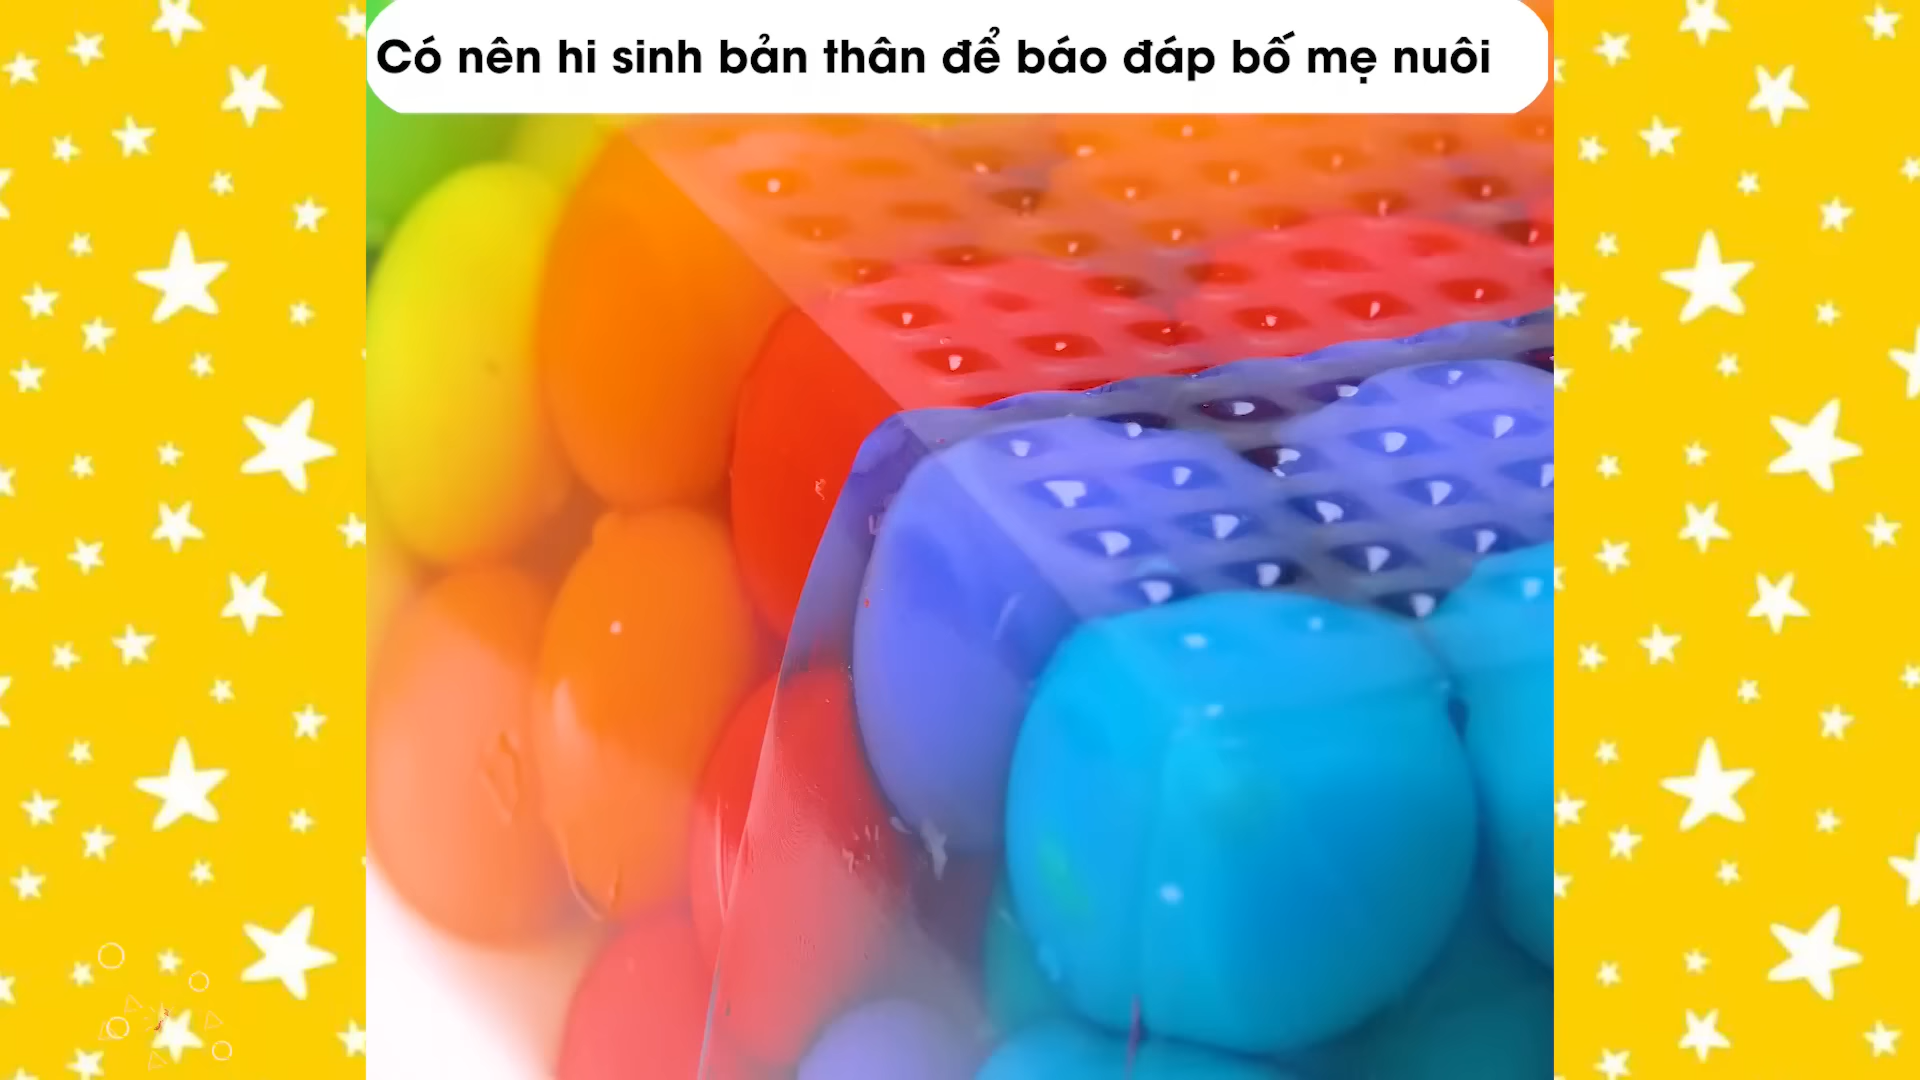 Có nên hi sinh bản thân để báo đáp bố mẹ nuôi